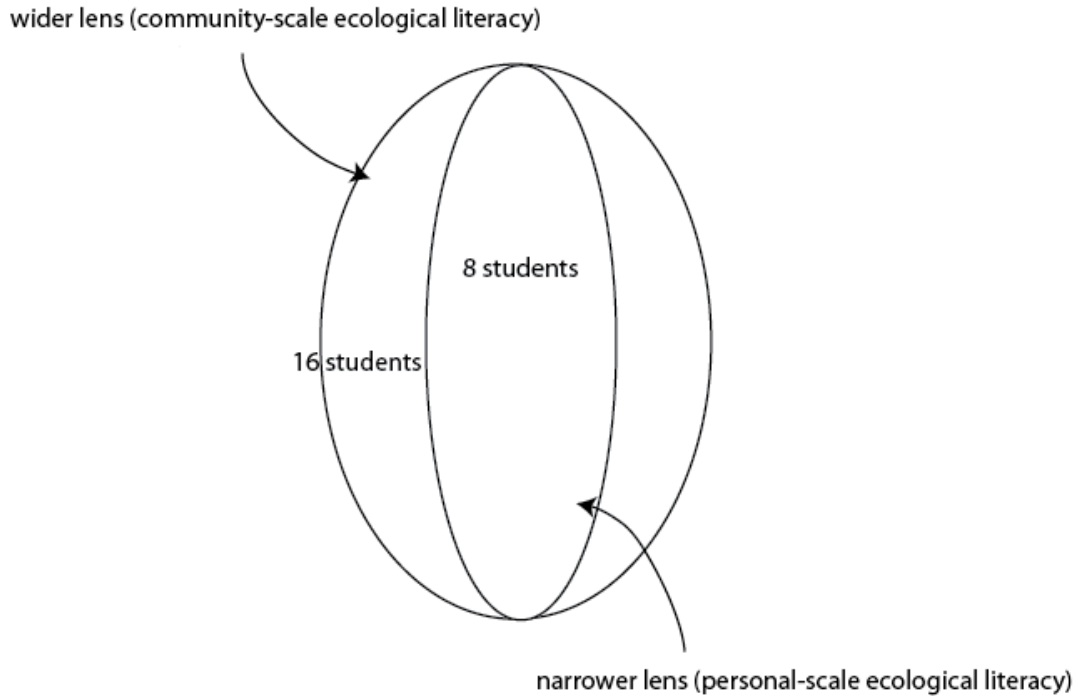 wider lens (community-scale ecological literacy)
8 students
16 students
narrower lens (personal-scale ecological literacy)